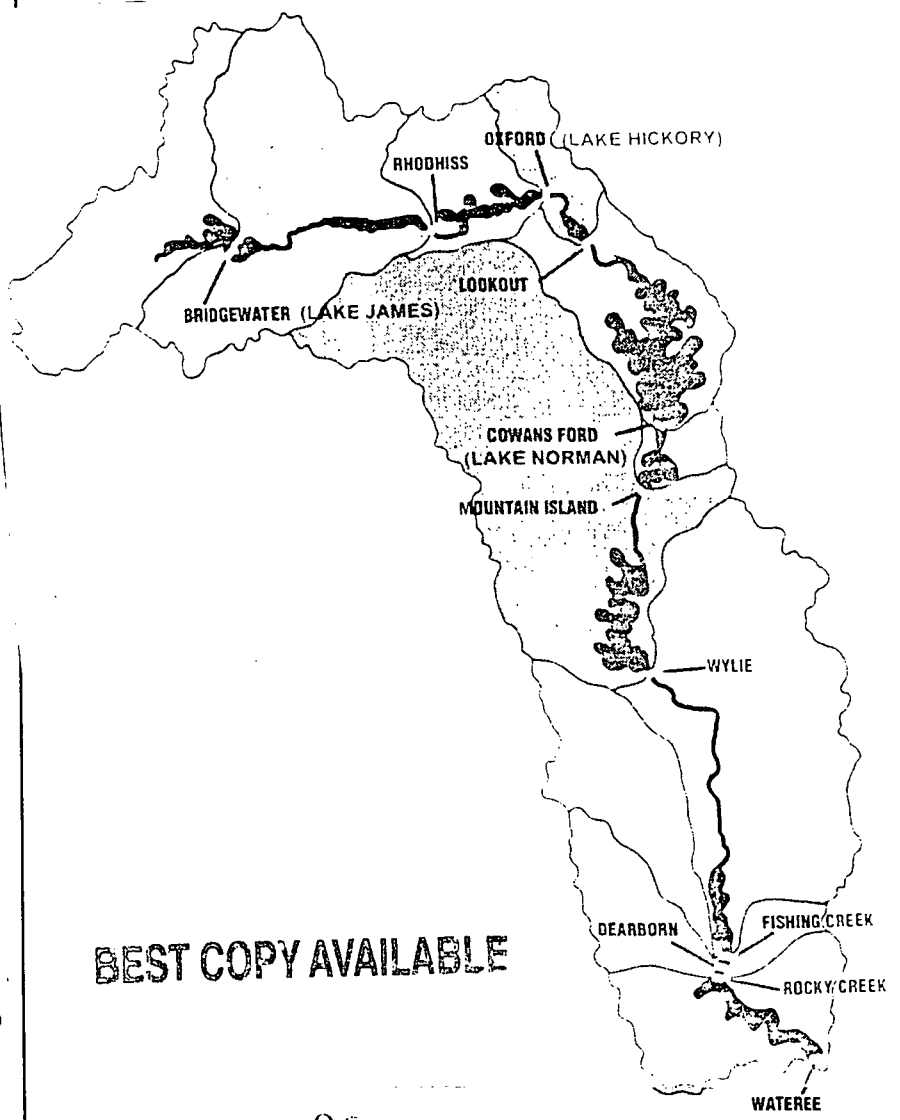 OXFORD (LAKE HICKORY)
RHODHISS
LOOKOUT
BRIDGEWATER (LAKE JAMES)
COWANS FORD
(LAKE NORMAN)
MOUNTAIN ISLAND
WYLIE
DEARBORN
FISHING CREEK
BEST COPY AVAILABLE
ROCKY CREEK
WATEREE